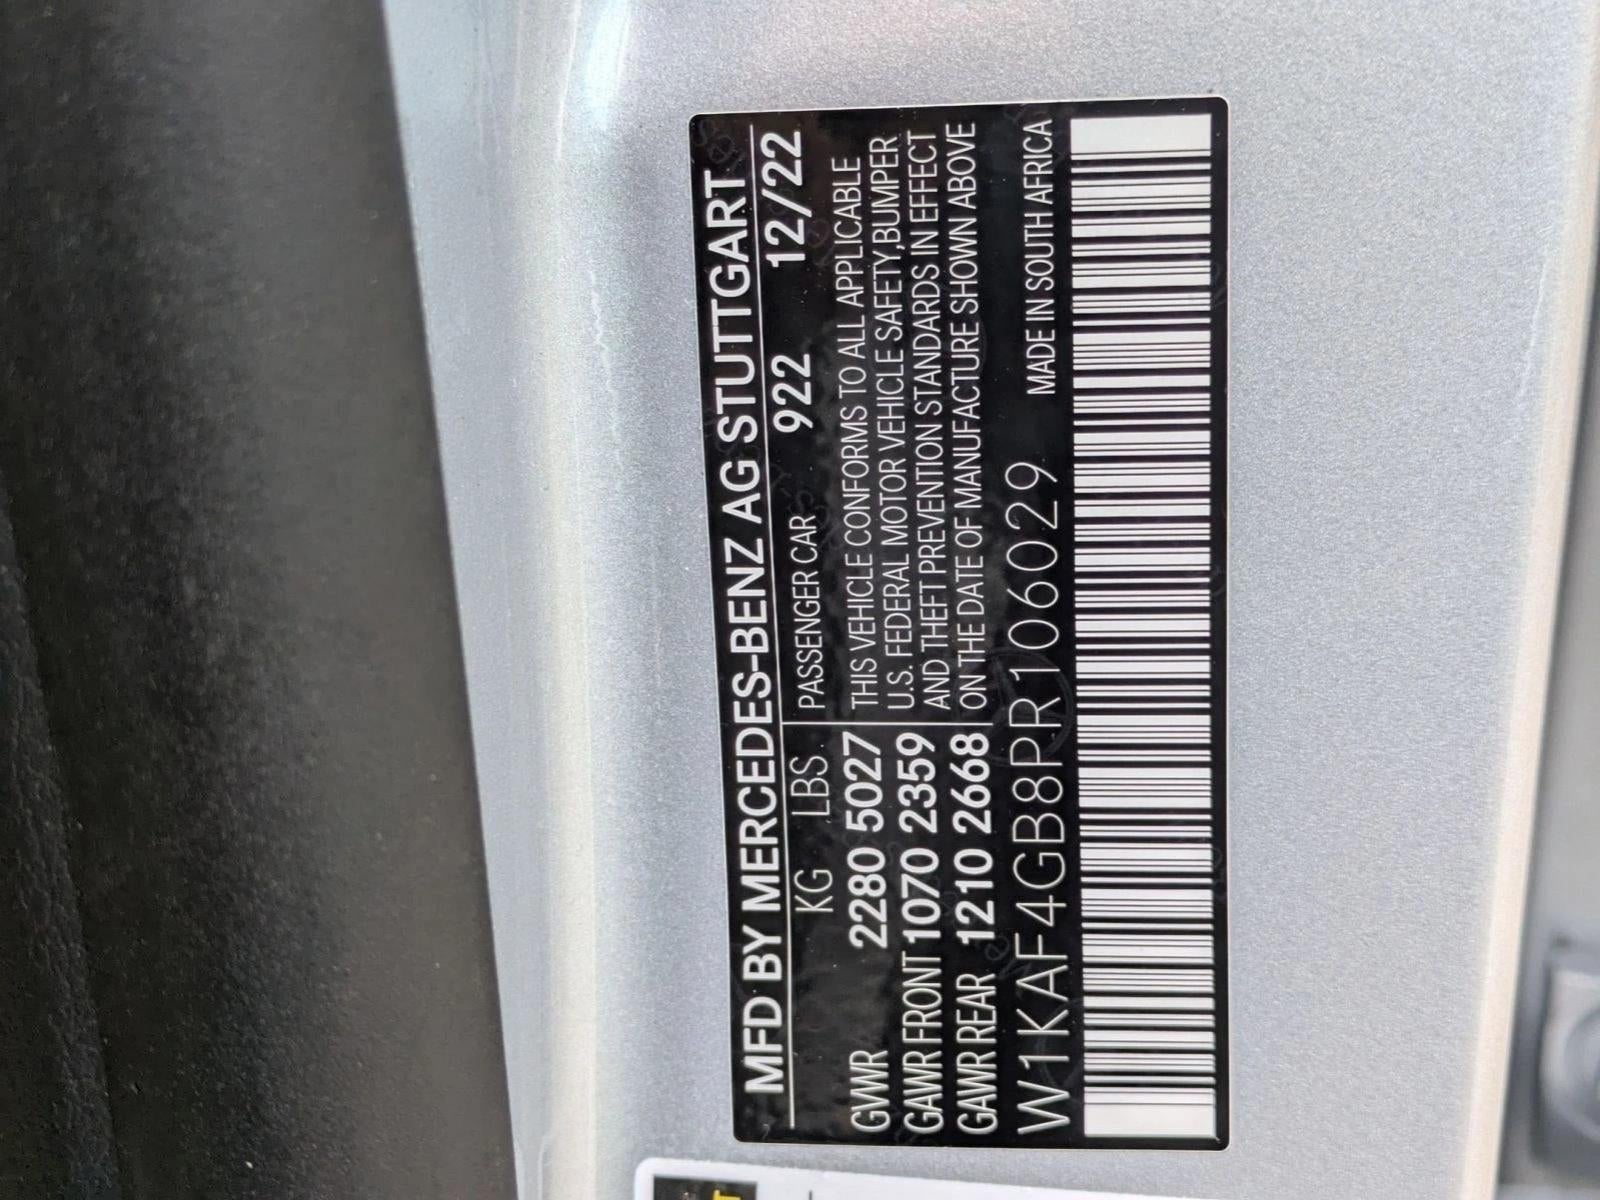 MFD BY MERCEDES-BENZ AG STUTTGART
KG LBS PASSENGER CAR 922 12/22
GVWR 2280 5027 THIS VEHICLE CONFORMS TO ALL APPLICABLE
GAWR FRONT 1070 2359 U.S. FEDERAL MOTOR VEHICLE SAFETY,BUMPER
GAWR REAR 1210 2668 AND THEFT PREVENTION STANDARDS IN EFFECT
ON THE DATE OF MANUFACTURE SHOWN ABOVE
W1KAF4GB8PR106029 MADE IN SOUTH AFRICA